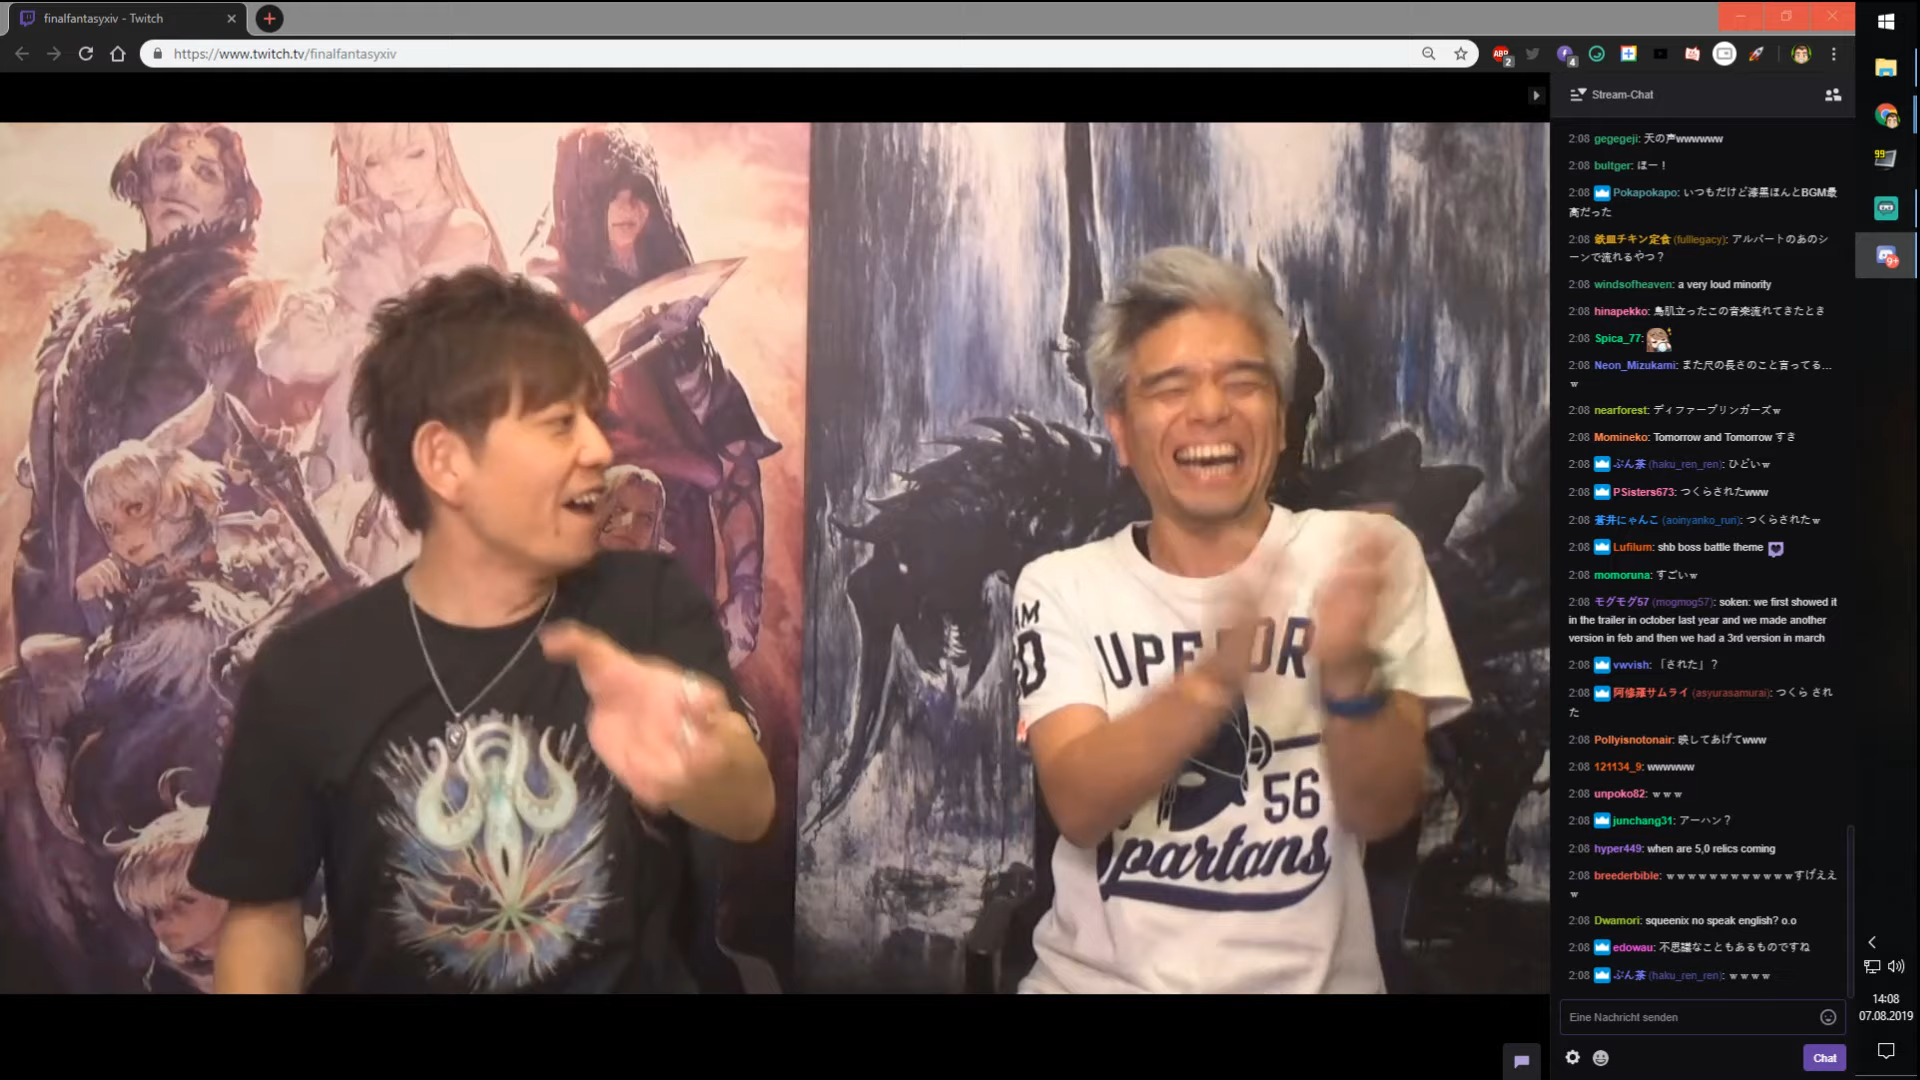 finalfantasyxiv - Twitch
https://www.twitch.tv/finalfantasyxiv
ABP
2
4
Stream-Chat
2:08 gegegeji: 天の声wwwwww
2:08 bultger: ほー！
2:08 Pokapokapo: いつもだけど漆黒ほんとBGM最
高だった
2:08 鉄皿チキン定食 (fulllegacy): アルバートのあのシ
ーンで流れるやつ？
2:08 windsofheaven: a very loud minority
2:08 hinapekko: 鳥肌立ったこの音楽流れてきたとき
2:08 Spica_77:
2:08 Neon_Mizukami: また尺の長さのこと言ってる...
w
2:08 nearforest: ディファーブリンガーズｗ
2:08 Momineko: Tomorrow and Tomorrow すき
2:08 ぶん茶 (haku_ren_ren): ひどいｗ
2:08 PSisters673: つくらされたwww
2:08 蒼井にゃんこ (aoinyanko_ruri): つくらされたｗ
2:08 Lufilum: shb boss battle theme
2:08 momoruna: すごいｗ
2:08 モグモグ57 (mogmog57): soken: we first showed it
in the trailer in october last year and we made another
version in feb and then we had a 3rd version in march
2:08 vwvish: 「された」？
2:08 阿修羅サムライ (asyurasamurai): つくら され
た
2:08 Pollyisnotonair: 映してあげてwww
2:08 121134_9: wwwwww
2:08 unpoko82: ｗｗｗ
2:08 junchang31: アーハン？
2:08 hyper449: when are 5,0 relics coming
2:08 breederbible: ｗｗｗｗｗｗｗｗｗｗｗｗすげええ
ｗ
2:08 Dwamori: squeenix no speak english? o.o
2:08 edowau: 不思議なこともあるものですね
2:08 ぶん茶 (haku_ren_ren): ｗｗｗｗ
Eine Nachricht senden
Chat
99
9+
14:08
07.08.2019
56
partans